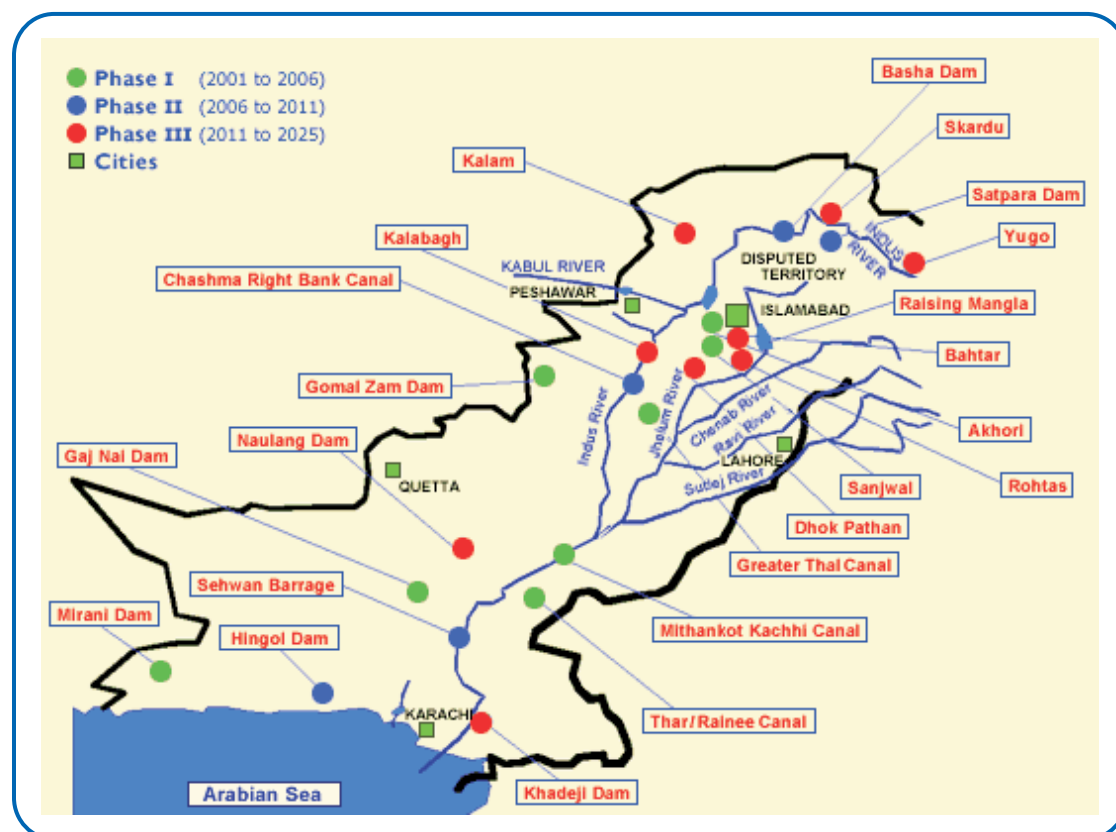 Phase I (2001 to 2006)
Phase II (2006 to 2011)
Phase III (2011 to 2025)
Cities
Basha Dam
Skardu
Kalam
Satpara Dam
Kalabagh
INDUS
RIVER
Yugo
Chashma Right Bank Canal
KABUL RIVER
DISPUTED
TERRITORY
PESHAWAR
ISLAMABAD
Raising Mangla
Bahtar
Gomal Zam Dam
Indus River
Jhelum River
Chenab River
Ravi River
Akhori
Naulang Dam
Gaj Nai Dam
LAHORE
QUETTA
Sutlej River
Sanjwal
Rohtas
Dhok Pathan
Greater Thal Canal
Sehwan Barrage
Mirani Dam
Hingol Dam
Mithankot Kachhi Canal
KARACHI
Thar/Rainee Canal
Arabian Sea
Khadeji Dam